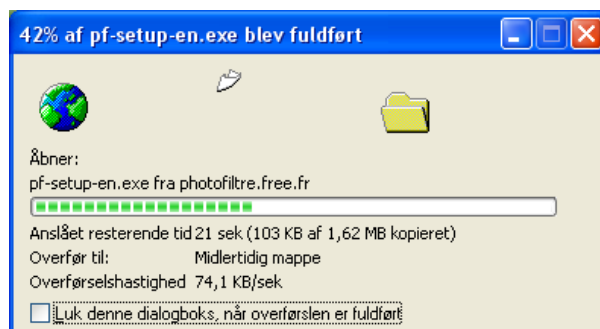 42% af pf-setup-en.exe blev fuldført
Åbner:
pf-setup-en.exe fra photofiltre.free.fr
Anslået resterende tid 21 sek (103 KB af 1,62 MB kopieret)
Overfør til: Midlertidig mappe
Overførselshastighed 74,1 KB/sek
Luk denne dialogboks, når overførslen er fuldført